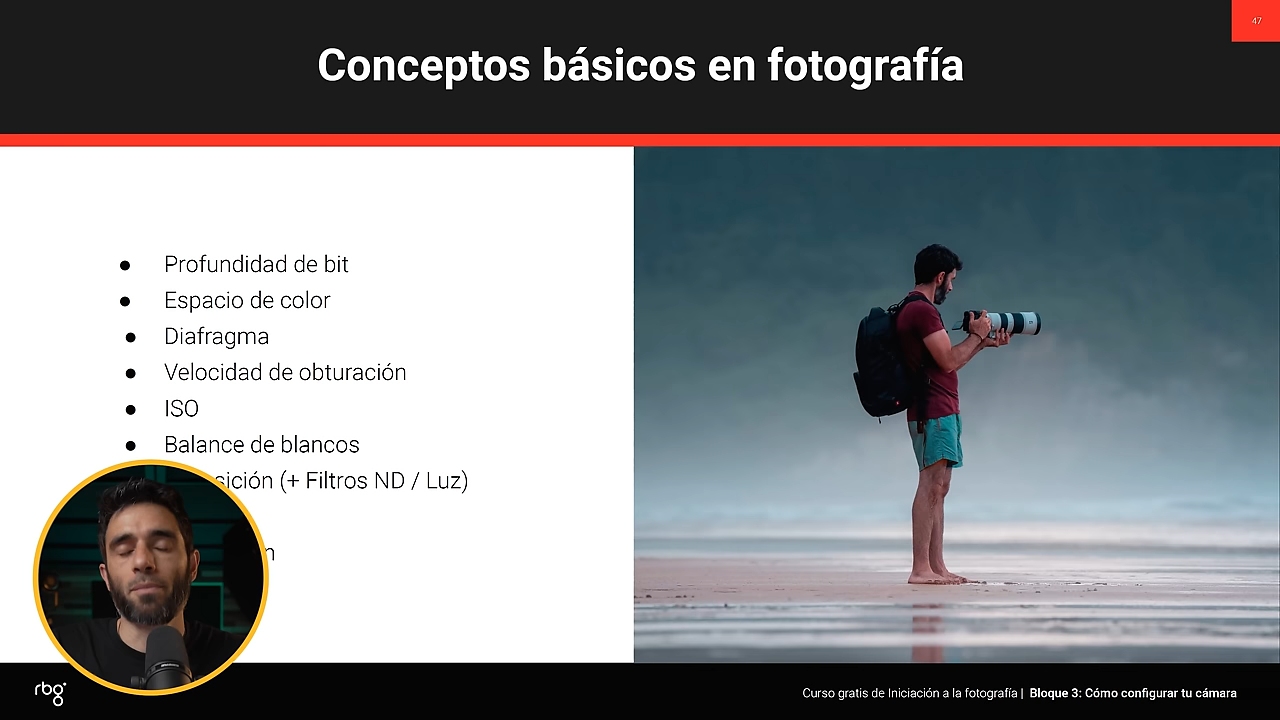 47
Conceptos básicos en fotografía
● Profundidad de bit
● Espacio de color
● Diafragma
● Velocidad de obturación
● ISO
● Balance de blancos
sición (+ Filtros ND / Luz)
n
rbg
Curso gratis de Iniciación a la fotografía | Bloque 3: Cómo configurar tu cámara